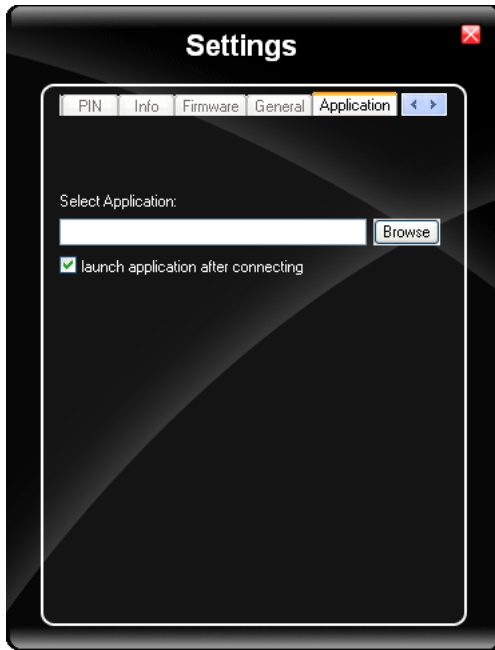 Settings
PIN Info Firmware General Application
Select Application:
Browse
launch application after connecting